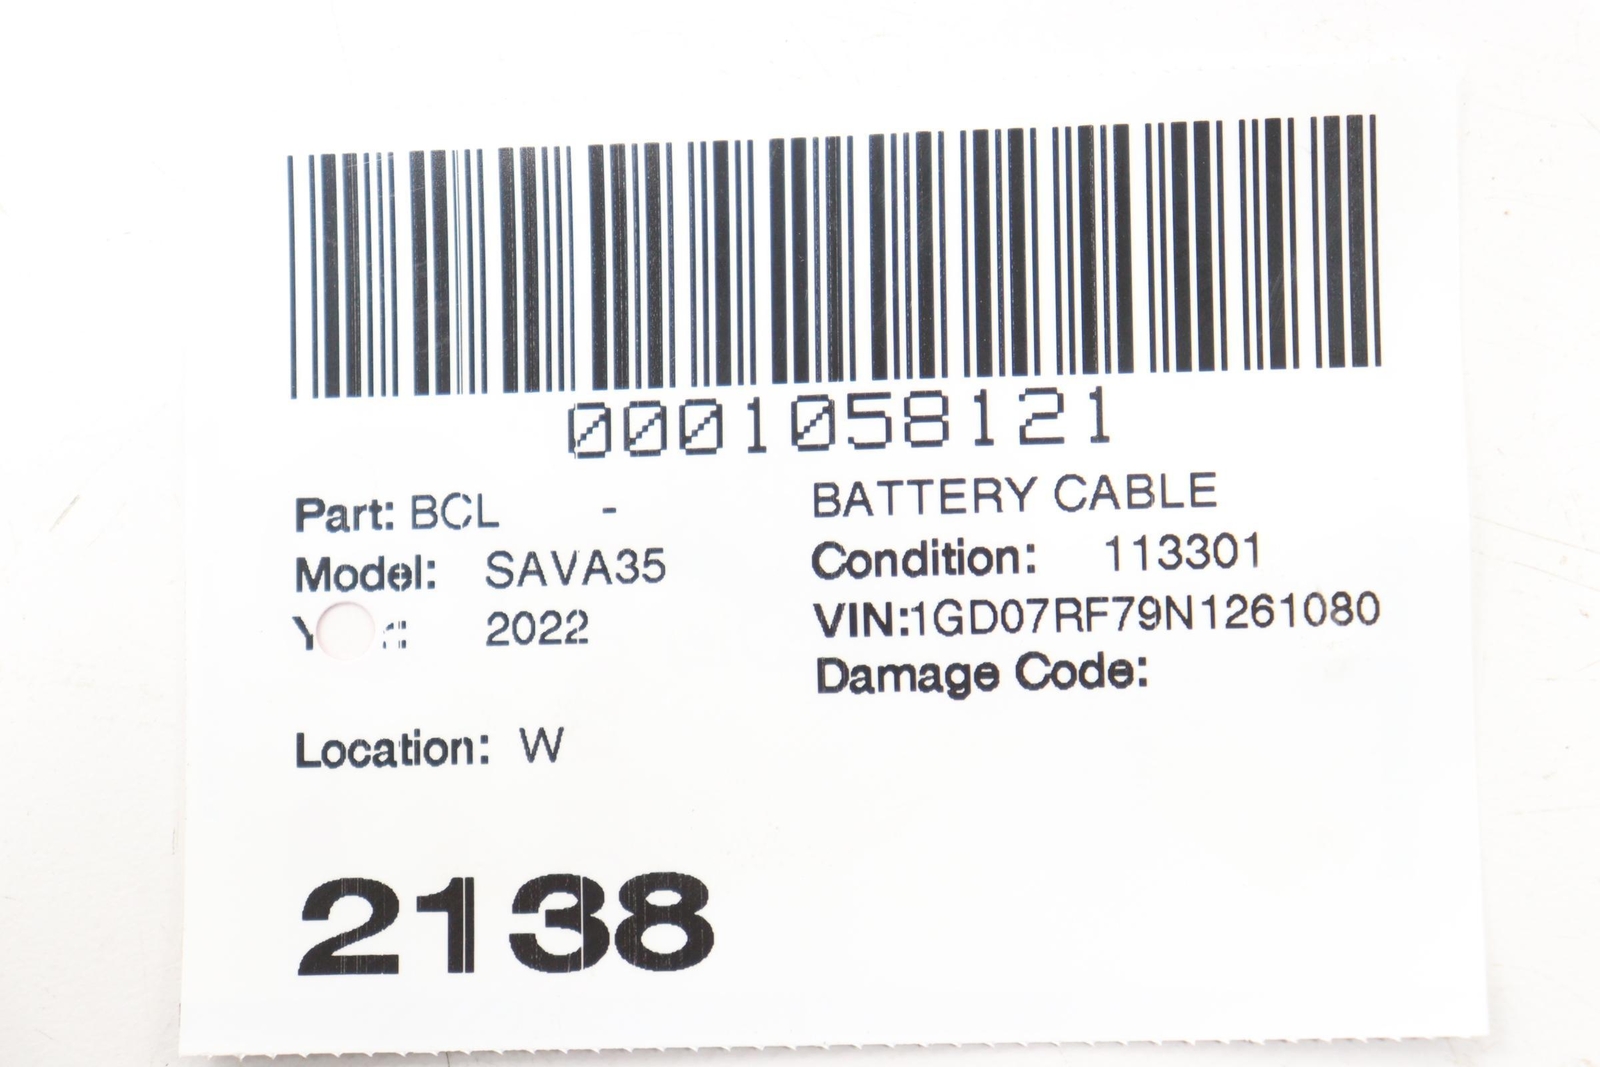 0001058121
Part: BCL - BATTERY CABLE
Model: SAVA35 Condition: 113301
2022 VIN:1GD07RF79N1261080
Damage Code:
Location: W
2138